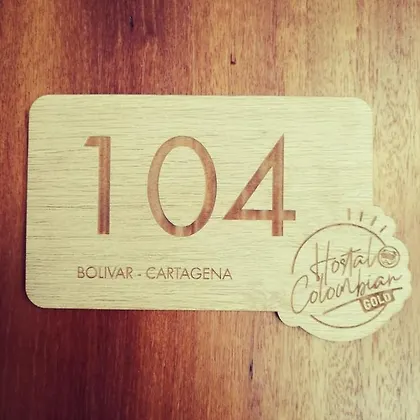 104
BOLIVAR - CARTAGENA
Hostal
Colombian
GOLD